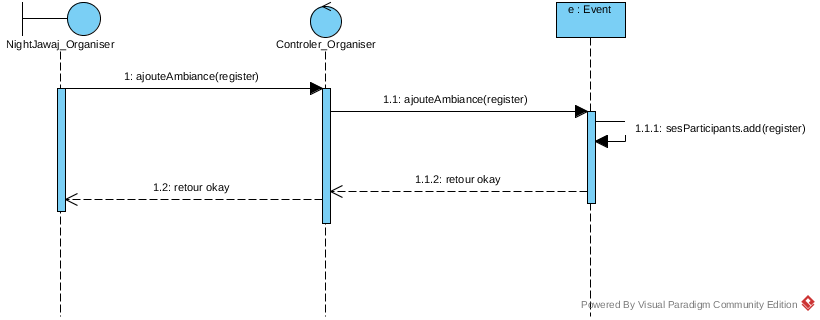 e : Event
NightJawaj_Organiser
Controler_Organiser
1: ajouteAmbiance(register)
1.1: ajouteAmbiance(register)
1.1.1: sesParticipants.add(register)
1.1.2: retour okay
1.2: retour okay
Powered By Visual Paradigm Community Edition